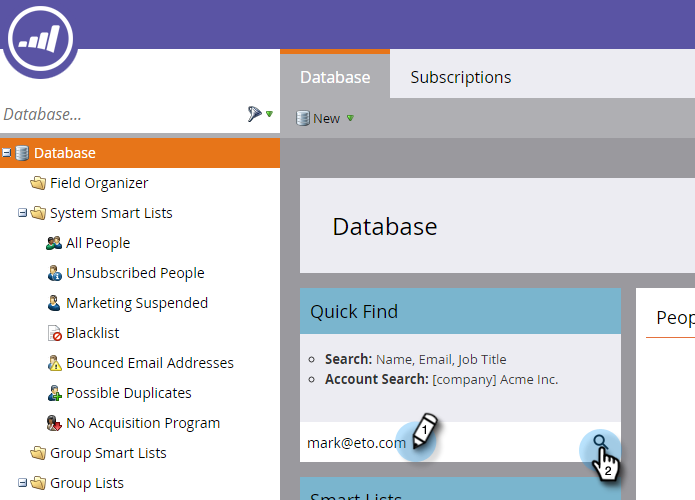 Database
Subscriptions
Database...
New
Database
Field Organizer
System Smart Lists
All People
Unsubscribed People
Marketing Suspended
Blacklist
Bounced Email Addresses
Possible Duplicates
No Acquisition Program
Group Smart Lists
Group Lists
Database
Quick Find
Search: Name, Email, Job Title
Account Search: [company] Acme Inc.
mark@eto.com
1
2
Smart Lists
Peop